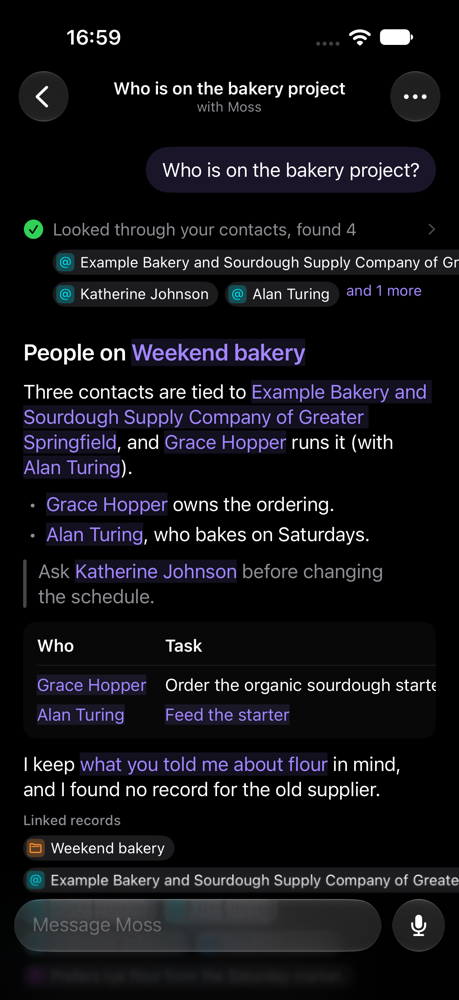 16:59
Who is on the bakery project
with Moss
Who is on the bakery project?
Looked through your contacts, found 4
@ Example Bakery and Sourdough Supply Company of Gr
@ Katherine Johnson
@ Alan Turing
and 1 more
People on Weekend bakery
Three contacts are tied to Example Bakery and
Sourdough Supply Company of Greater
Springfield, and Grace Hopper runs it (with
Alan Turing).
• Grace Hopper owns the ordering.
• Alan Turing, who bakes on Saturdays.
Ask Katherine Johnson before changing
the schedule.
Who Task
Grace Hopper Order the organic sourdough starte
Alan Turing Feed the starter
I keep what you told me about flour in mind,
and I found no record for the old supplier.
Linked records
Weekend bakery
@ Example Bakery and Sourdough Supply Company of Greate
Message Moss